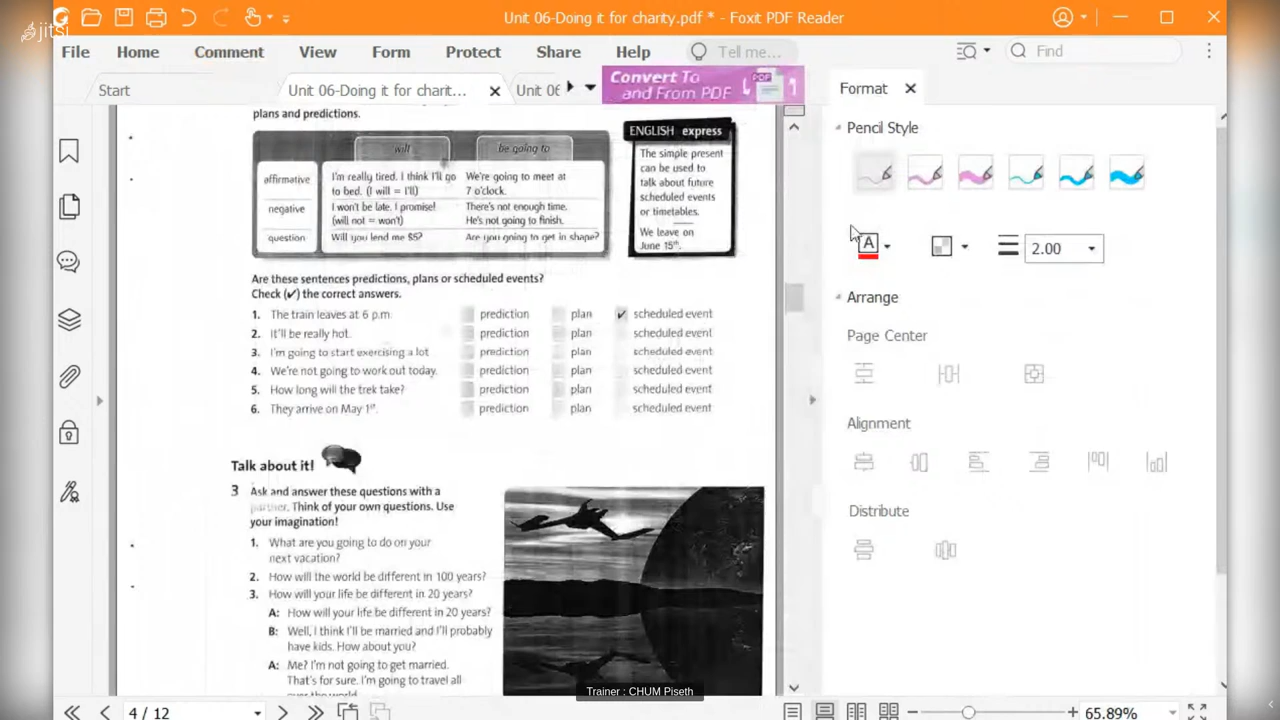 jitsi
Unit 06-Doing it for charity.pdf * - Foxit PDF Reader
File Home Comment View Form Protect Share Help Tell me... Find
Start
Unit 06-Doing it for charit...
Unit 06
Convert To
and From PDF
PDF
plans and predictions.
will
be going to
affirmative
I'm really tired. I think I'll go
to bed. (I will = I'll)
We're going to meet at
7 o'clock.
negative
I won't be late. I promise!
(will not = won't)
There's not enough time.
He's not going to finish.
question
Will you lend me $5?
Are you going to get in shape?
ENGLISH express
The simple present
can be used to
talk about future
scheduled events
or timetables.
We leave on
June 15th.
Are these sentences predictions, plans or scheduled events?
Check (✓) the correct answers.
1. The train leaves at 6 p.m. prediction plan ✓ scheduled event
2. It'll be really hot. prediction plan scheduled event
3. I'm going to start exercising a lot prediction plan scheduled event
4. We're not going to work out today. prediction plan scheduled event
5. How long will the trek take? prediction plan scheduled event
6. They arrive on May 1st. prediction plan scheduled event
Talk about it!
3 Ask and answer these questions with a
partner. Think of your own questions. Use
your imagination!
1. What are you going to do on your
next vacation?
2. How will the world be different in 100 years?
3. How will your life be different in 20 years?
A: How will your life be different in 20 years?
B: Well, I think I'll be married and I'll probably
have kids. How about you?
A: Me? I'm not going to get married.
That's for sure. I'm going to travel all
over the world
Format
Pencil Style
A
2.00
Arrange
Page Center
Alignment
Distribute
Trainer : CHUM Piseth
4 / 12
65.89%